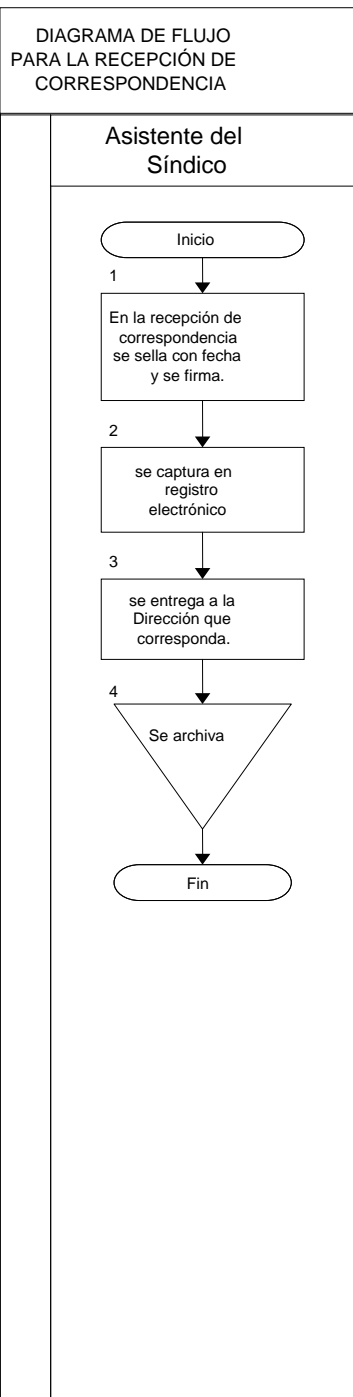 DIAGRAMA DE FLUJO
PARA LA RECEPCIÓN DE
CORRESPONDENCIA
Asistente del
Síndico
Inicio
1
En la recepción de
correspondencia
se sella con fecha
y se firma.
2
se captura en
registro
electrónico
3
se entrega a la
Dirección que
corresponda.
4
Se archiva
Fin